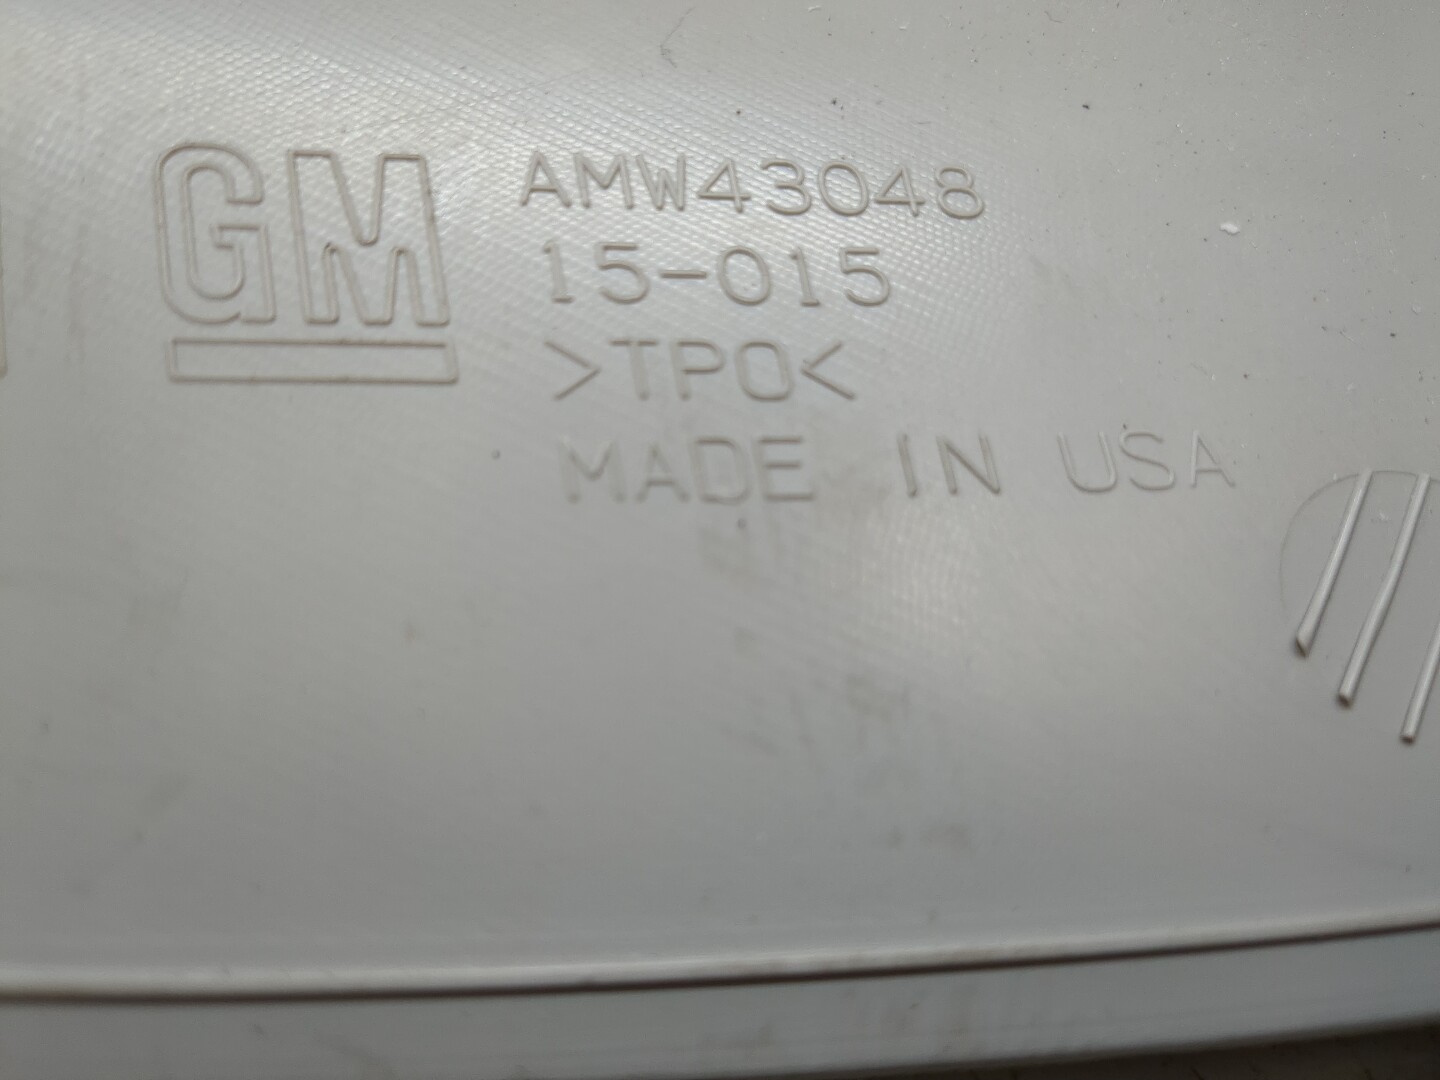 GM
AMW43048
15-015
>TPO<
MADE IN USA